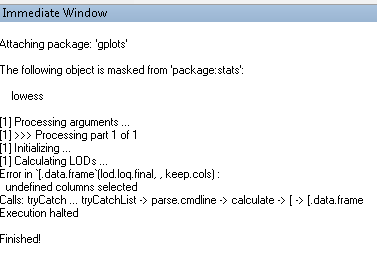 Immediate Window
Attaching package: 'gplots'
The following object is masked from 'package:stats':
lowess
[1] Processing arguments ...
[1] >>> Processing part 1 of 1
[1] Initializing ...
[1] Calculating LODs ...
Error in `[.data.frame`(lod.loq.final, , keep.cols) :
undefined columns selected
Calls: tryCatch ... tryCatchList -> parse.cmdline -> calculate -> [ -> [.data.frame
Execution halted
Finished!